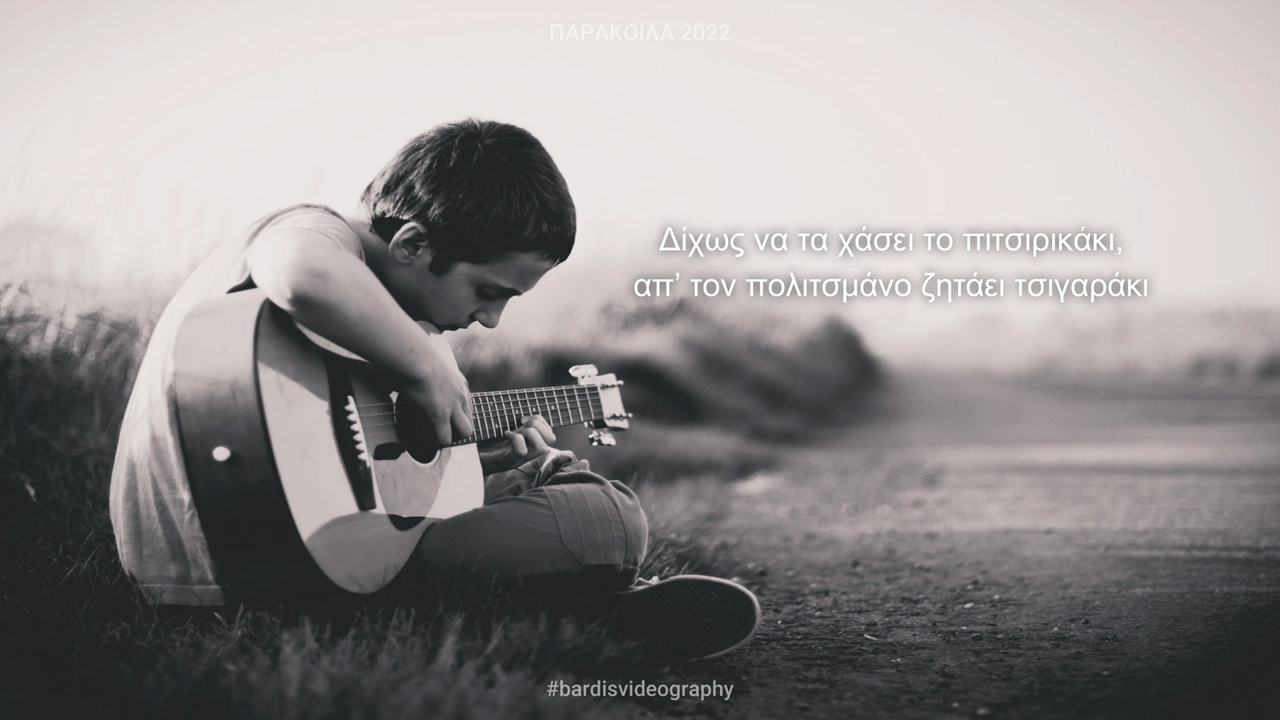 ΠΑΡΑΚΟΙΛΑ 2022
Δίχως να τα χάσει το πιτσιρικάκι,
απ’ τον πολιτσμάνο ζητάει τσιγαράκι
#bardisvideography